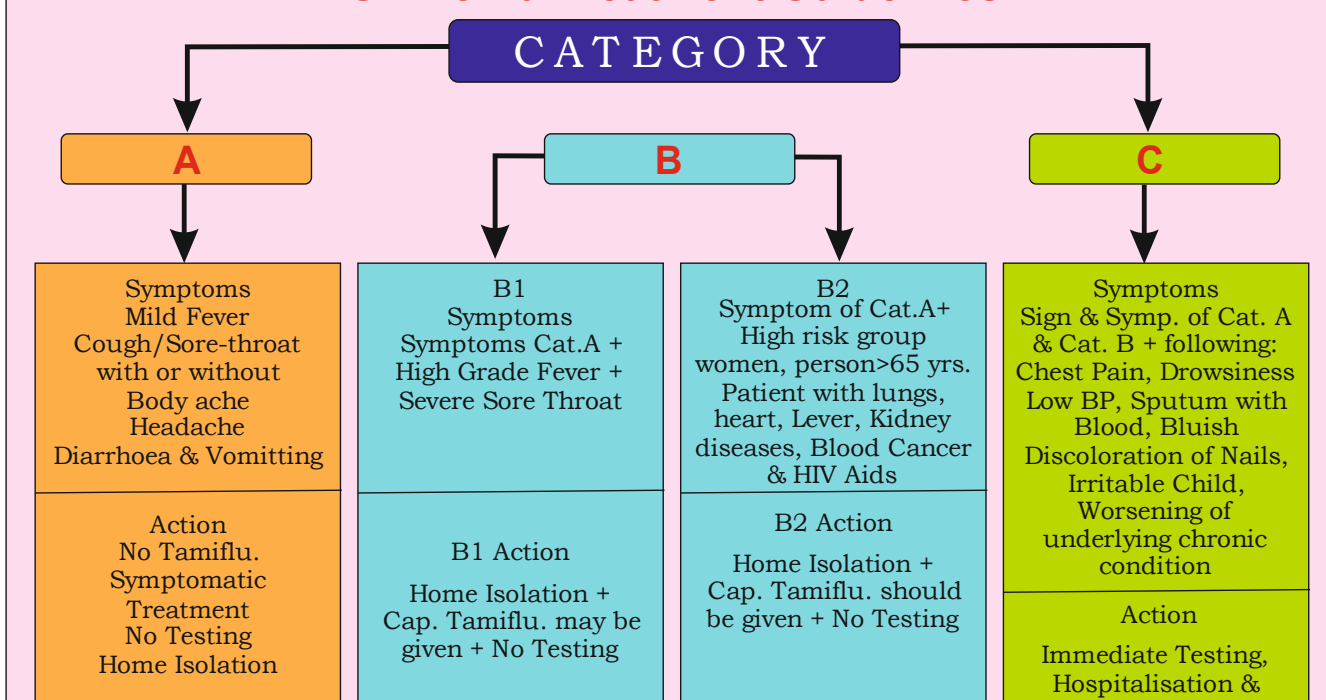 CATEGORY
A
B
C
Symptoms
Mild Fever
Cough/Sore-throat
with or without
Body ache
Headache
Diarrhoea & Vomitting
Action
No Tamiflu.
Symptomatic
Treatment
No Testing
Home Isolation
B1
Symptoms
Symptoms Cat.A +
High Grade Fever +
Severe Sore Throat
B1 Action
Home Isolation +
Cap. Tamiflu. may be
given + No Testing
B2
Symptom of Cat.A+
High risk group
women, person>65 yrs.
Patient with lungs,
heart, Lever, Kidney
diseases, Blood Cancer
& HIV Aids
B2 Action
Home Isolation +
Cap. Tamiflu. should
be given + No Testing
Symptoms
Sign & Symp. of Cat. A
& Cat. B + following:
Chest Pain, Drowsiness
Low BP, Sputum with
Blood, Bluish
Discoloration of Nails,
Irritable Child,
Worsening of
underlying chronic
condition
Action
Immediate Testing,
Hospitalisation &